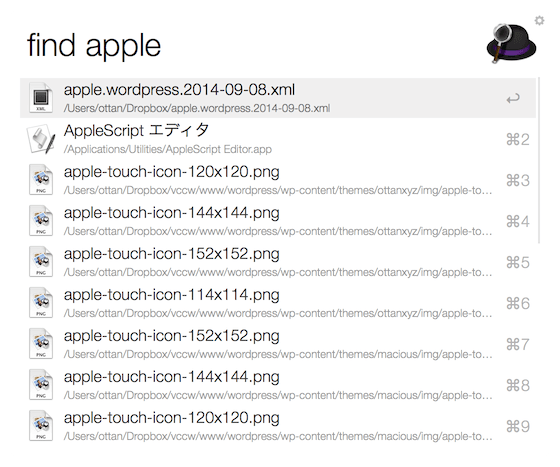 find apple
apple.wordpress.2014-09-08.xml
/Users/ottan/Dropbox/apple.wordpress.2014-09-08.xml
XML
AppleScript エディタ
/Applications/Utilities/AppleScript Editor.app
⌘2
apple-touch-icon-120x120.png
/Users/ottan/Dropbox/vccw/www/wordpress/wp-content/themes/ottanxyz/img/apple-to…
PNG
⌘3
apple-touch-icon-144x144.png
/Users/ottan/Dropbox/vccw/www/wordpress/wp-content/themes/ottanxyz/img/apple-to…
PNG
⌘4
apple-touch-icon-152x152.png
/Users/ottan/Dropbox/vccw/www/wordpress/wp-content/themes/ottanxyz/img/apple-to…
PNG
⌘5
apple-touch-icon-114x114.png
/Users/ottan/Dropbox/vccw/www/wordpress/wp-content/themes/ottanxyz/img/apple-to…
PNG
⌘6
apple-touch-icon-152x152.png
/Users/ottan/Dropbox/vccw/www/wordpress/wp-content/themes/macious/img/apple-to…
PNG
⌘7
apple-touch-icon-144x144.png
/Users/ottan/Dropbox/vccw/www/wordpress/wp-content/themes/macious/img/apple-to…
PNG
⌘8
apple-touch-icon-120x120.png
/Users/ottan/Dropbox/vccw/www/wordpress/wp-content/themes/macious/img/apple-to…
PNG
⌘9